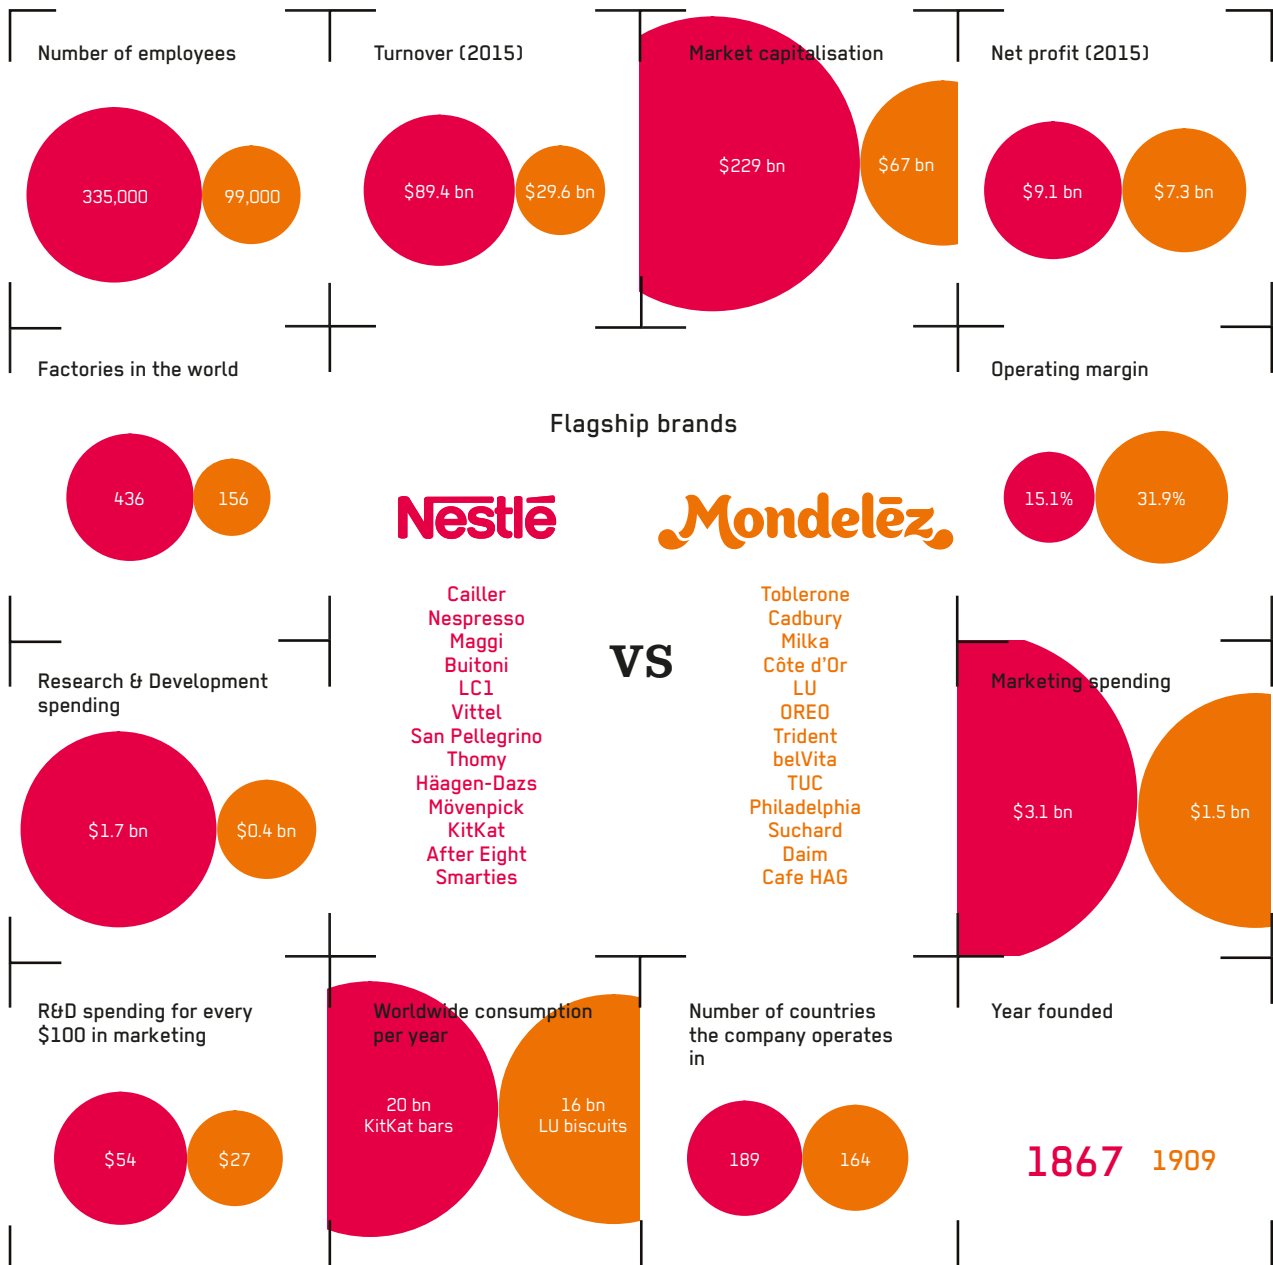 Number of employees
335,000
99,000
Turnover (2015)
$89.4 bn
$29.6 bn
Market capitalisation
$229 bn
$67 bn
Net profit (2015)
$9.1 bn
$7.3 bn
Factories in the world
436
156
Flagship brands
Nestlé
Mondelēz
vs
Cailler
Nespresso
Maggi
Buitoni
LC1
Vittel
San Pellegrino
Thomy
Häagen-Dazs
Mövenpick
KitKat
After Eight
Smarties
Toblerone
Cadbury
Milka
Côte d'Or
LU
OREO
Trident
belVita
TUC
Philadelphia
Suchard
Daim
Cafe HAG
Operating margin
15.1%
31.9%
Research & Development
spending
$1.7 bn
$0.4 bn
Marketing spending
$3.1 bn
$1.5 bn
R&D spending for every
$100 in marketing
$54
$27
Worldwide consumption
per year
20 bn
KitKat bars
16 bn
LU biscuits
Number of countries
the company operates
in
189
164
Year founded
1867
1909